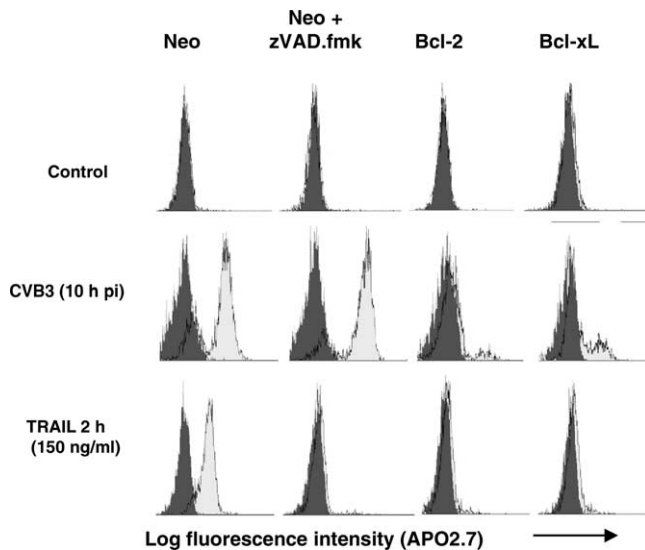 Neo
Neo +
zVAD.fmk
Bcl-2
Bcl-xL
Control
CVB3 (10 h pi)
TRAIL 2 h
(150 ng/ml)
Log fluorescence intensity (APO2.7)